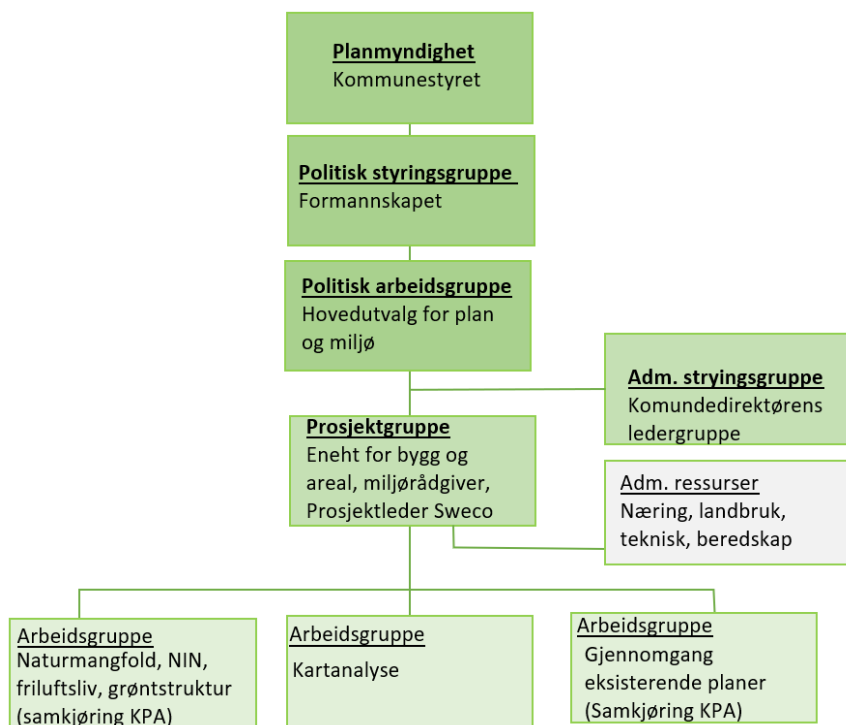 Planmyndighet
Kommunestyret
Politisk styringsgruppe
Formannskapet
Politisk arbeidsgruppe
Hovedutvalg for plan
og miljø
Adm. stryingsgruppe
Komundedirektørens
ledergruppe
Prosjektgruppe
Eneht for bygg og
areal, miljørådgiver,
Prosjektleder Sweco
Adm. ressurser
Næring, landbruk,
teknisk, beredskap
Arbeidsgruppe
Naturmangfold, NIN,
friluftsliv, grøntstruktur
(samkjøring KPA)
Arbeidsgruppe
Kartanalyse
Arbeidsgruppe
Gjennomgang
eksisterende planer
(Samkjøring KPA)